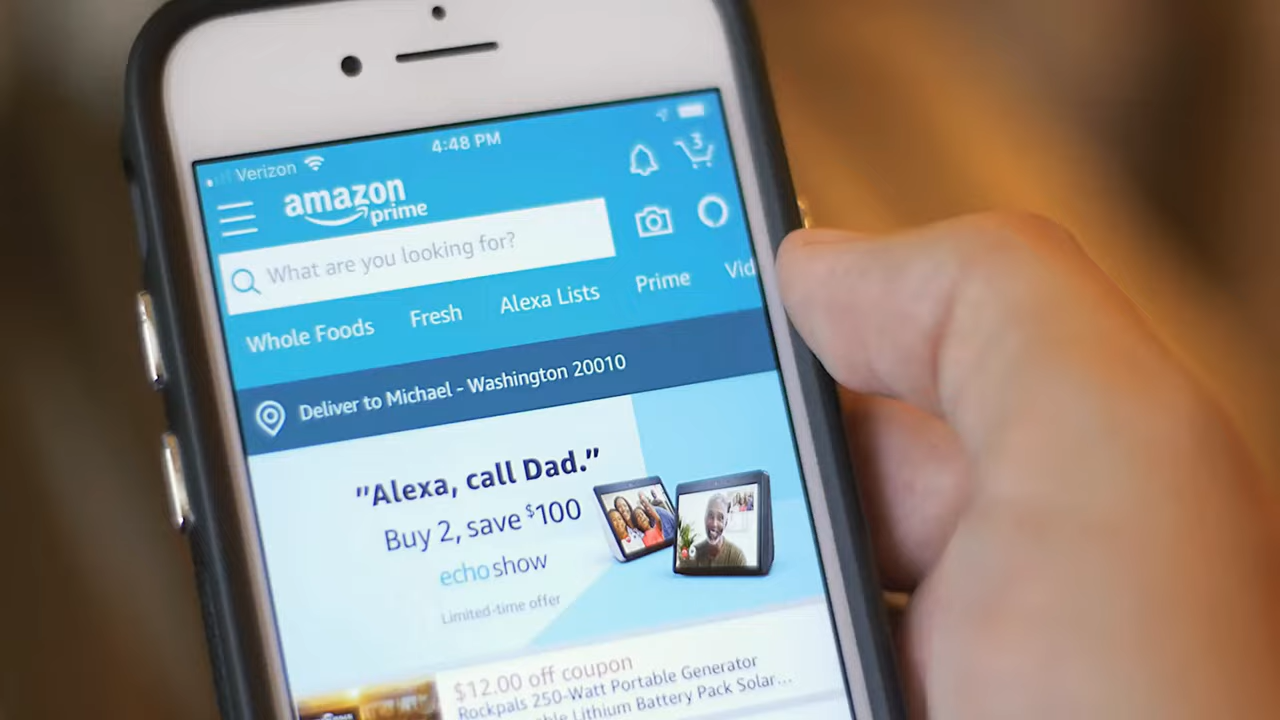 Verizon
4:48 PM
3
amazon
prime
What are you looking for?
Whole Foods
Fresh
Alexa Lists
Prime
Vid
Deliver to Michael - Washington 20010
"Alexa, call Dad."
Buy 2, save $100
echo show
Limited-time offer
$12.00 off coupon
Rockpals 250-Watt Portable Generator
Lithium Battery Pack Solar...